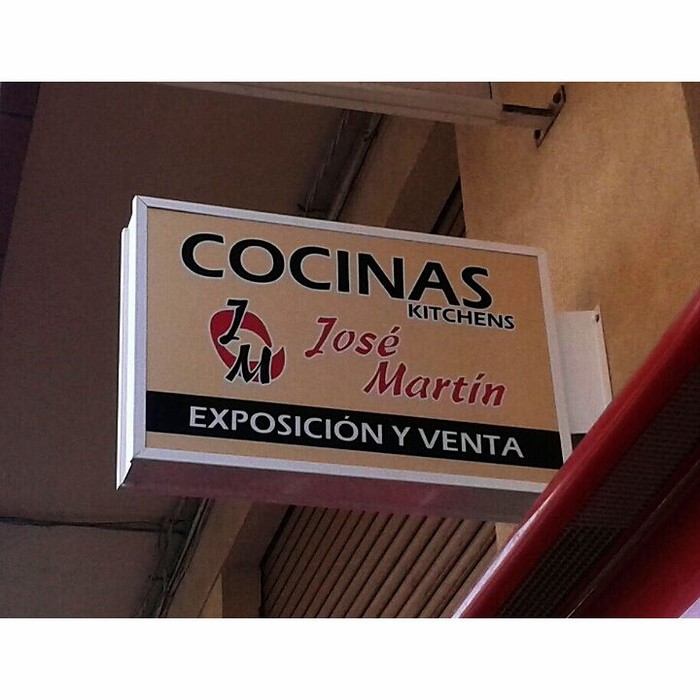 COCINAS
KITCHENS
JM
José
Martín
EXPOSICIÓN Y VENTA